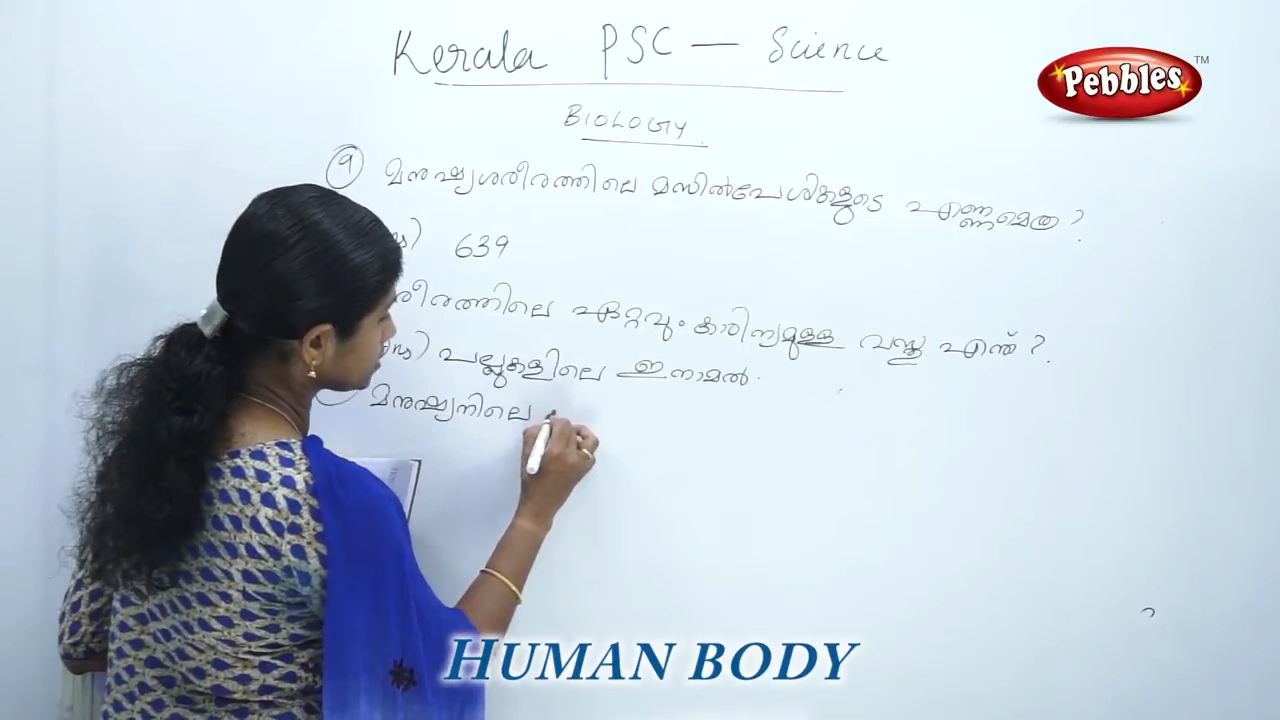 Kerala PSC — Science
Pebbles TM
BIOLOGY.
9 മനുഷ്യശരീരത്തിലെ മസിൽപേശികളുടെ എണ്ണമെത്ര?
) 639
രീരത്തിലെ ഏറ്റവും കാഠിന്യമുള്ള വസ്തു എന്ത്?.
) പല്ലുകളിലെ ഇനാമൽ.
മനുഷ്യനിലെ
HUMAN BODY